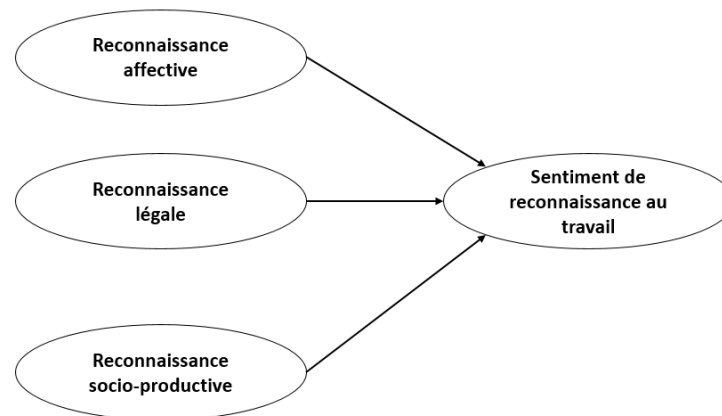 Reconnaissance
affective
Reconnaissance
légale
Sentiment de
reconnaissance au
travail
Reconnaissance
socio-productive